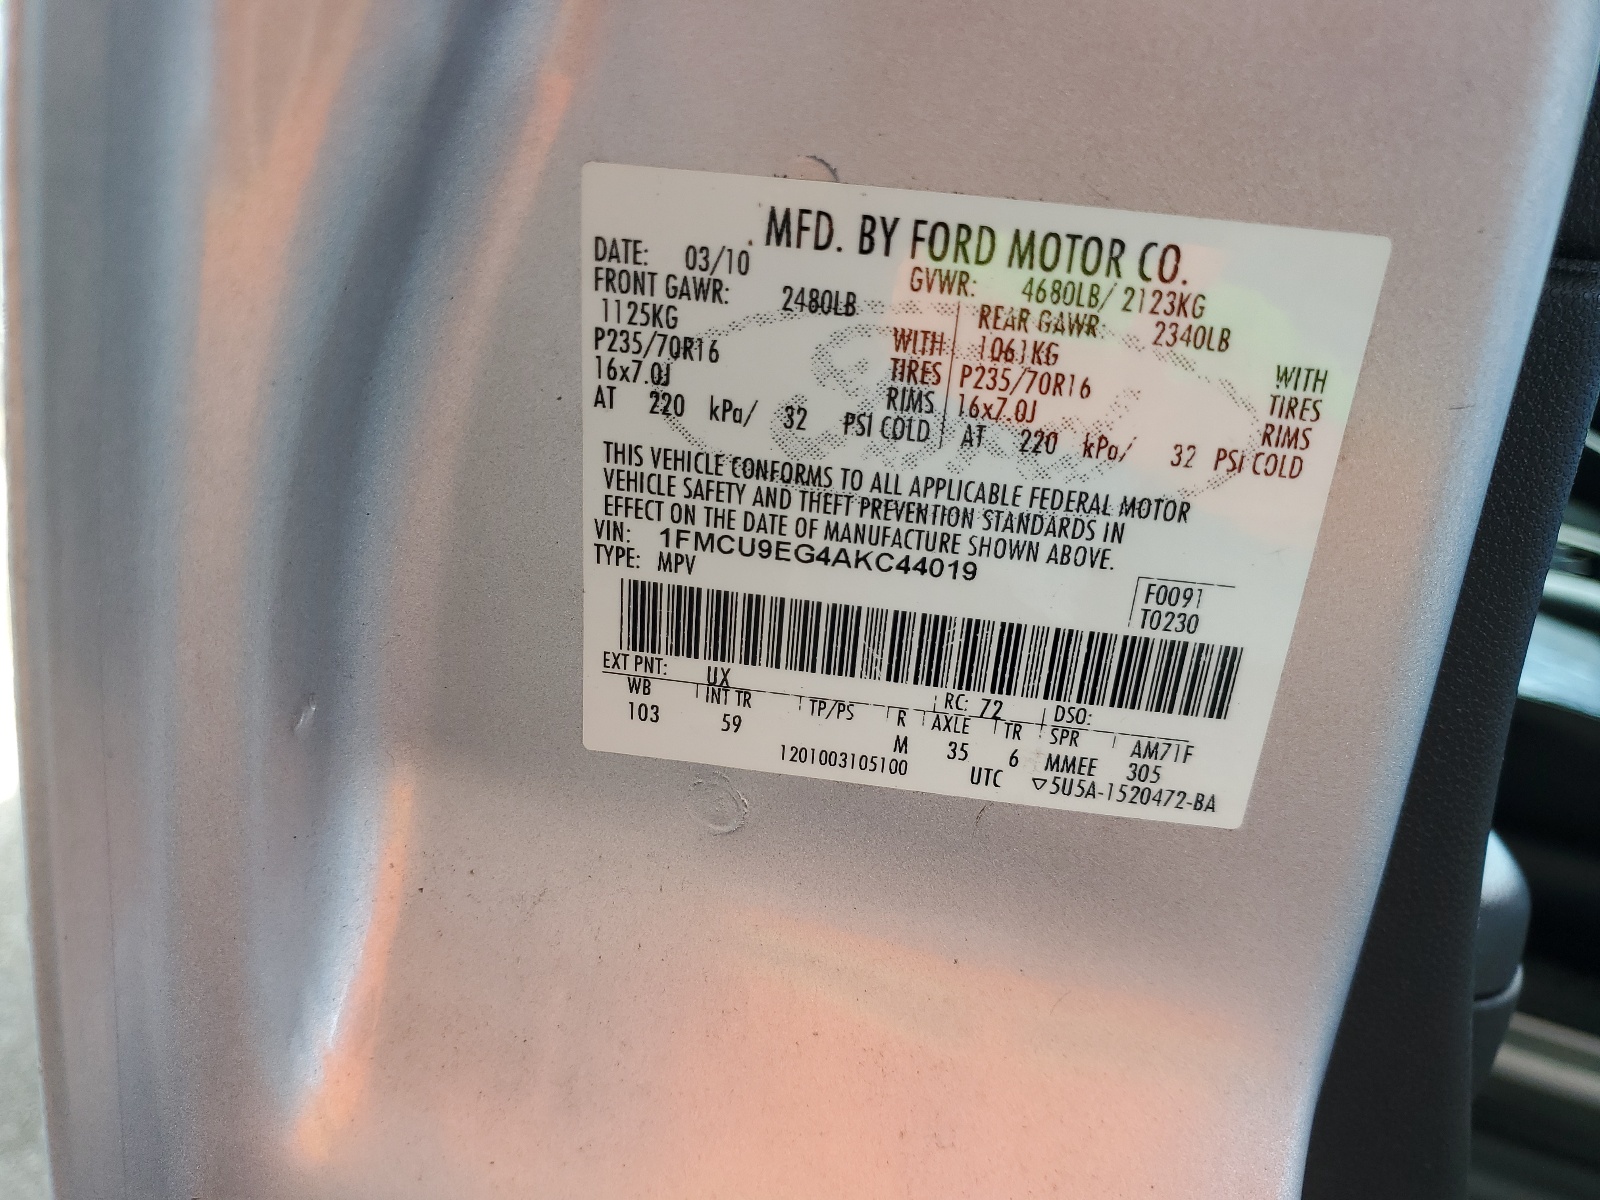 MFD. BY FORD MOTOR CO.
DATE: 03/10 GVWR: 4680LB/ 2123KG
FRONT GAWR: 2480LB REAR GAWR: 2340LB
1125KG WITH 1061KG WITH
P235/70R16 TIRES P235/70R16 TIRES
16x7.0J RIMS 16x7.0J RIMS
AT 220 kPa/ 32 PSI COLD AT 220 kPa/ 32 PSI COLD
THIS VEHICLE CONFORMS TO ALL APPLICABLE FEDERAL MOTOR
VEHICLE SAFETY AND THEFT PREVENTION STANDARDS IN
EFFECT ON THE DATE OF MANUFACTURE SHOWN ABOVE.
VIN: 1FMCU9EG4AKC44019
TYPE: MPV
F0091
T0230
EXT PNT: UX RC: 72 DSO:
WB INT TR TP/PS R AXLE TR SPR AM71F
103 59 M 35 6 MMEE 305
1201003105100 UTC ▽5U5A-1520472-BA